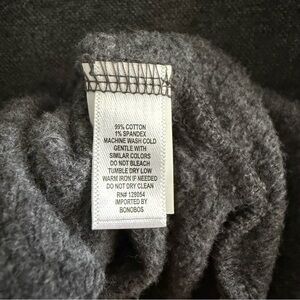 99% COTTON
1% SPANDEX
MACHINE WASH COLD
GENTLE WITH
SIMILAR COLORS
DO NOT BLEACH
TUMBLE DRY LOW
WARM IRON IF NEEDED
DO NOT DRY CLEAN
RN# 129054
IMPORTED BY
BONOBOS